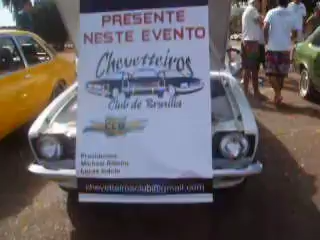 PRESENTE
NESTE EVENTO
Chevetteiros
Club de Brasília
Presidentes
chevetteirosclub@gmail.com